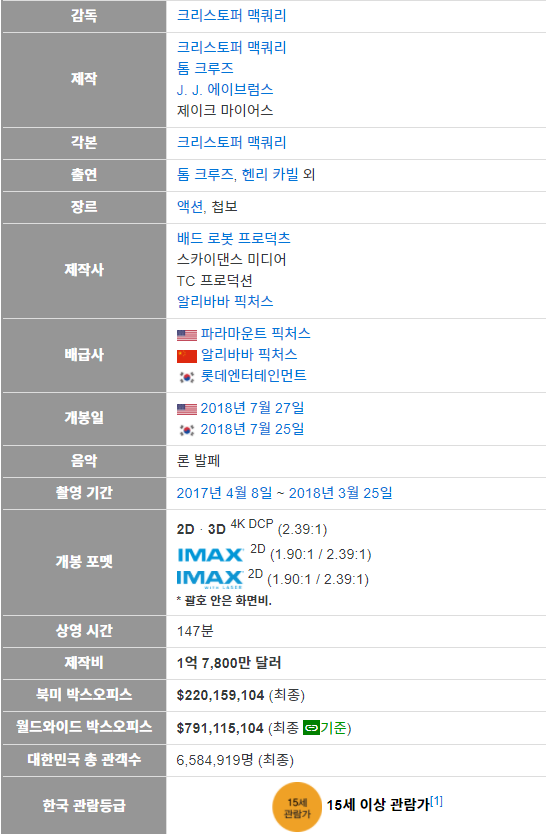 감독 크리스토퍼 맥쿼리
제작 크리스토퍼 맥쿼리
톰 크루즈
J. J. 에이브럼스
제이크 마이어스
각본 크리스토퍼 맥쿼리
출연 톰 크루즈, 헨리 카빌 외
장르 액션, 첩보
제작사 배드 로봇 프로덕츠
스카이댄스 미디어
TC 프로덕션
알리바바 픽처스
배급사 파라마운트 픽처스
알리바바 픽처스
롯데엔터테인먼트
개봉일 2018년 7월 27일
2018년 7월 25일
음악 론 발페
촬영 기간 2017년 4월 8일 ~ 2018년 3월 25일
개봉 포멧 2D · 3D 4K DCP (2.39:1)
IMAX 2D (1.90:1 / 2.39:1)
IMAX with LASER 2D (1.90:1 / 2.39:1)
* 괄호 안은 화면비.
상영 시간 147분
제작비 1억 7,800만 달러
북미 박스오피스 $220,159,104 (최종)
월드와이드 박스오피스 $791,115,104 (최종 기준)
대한민국 총 관객수 6,584,919명 (최종)
한국 관람등급 15세 관람가 15세 이상 관람가[1]